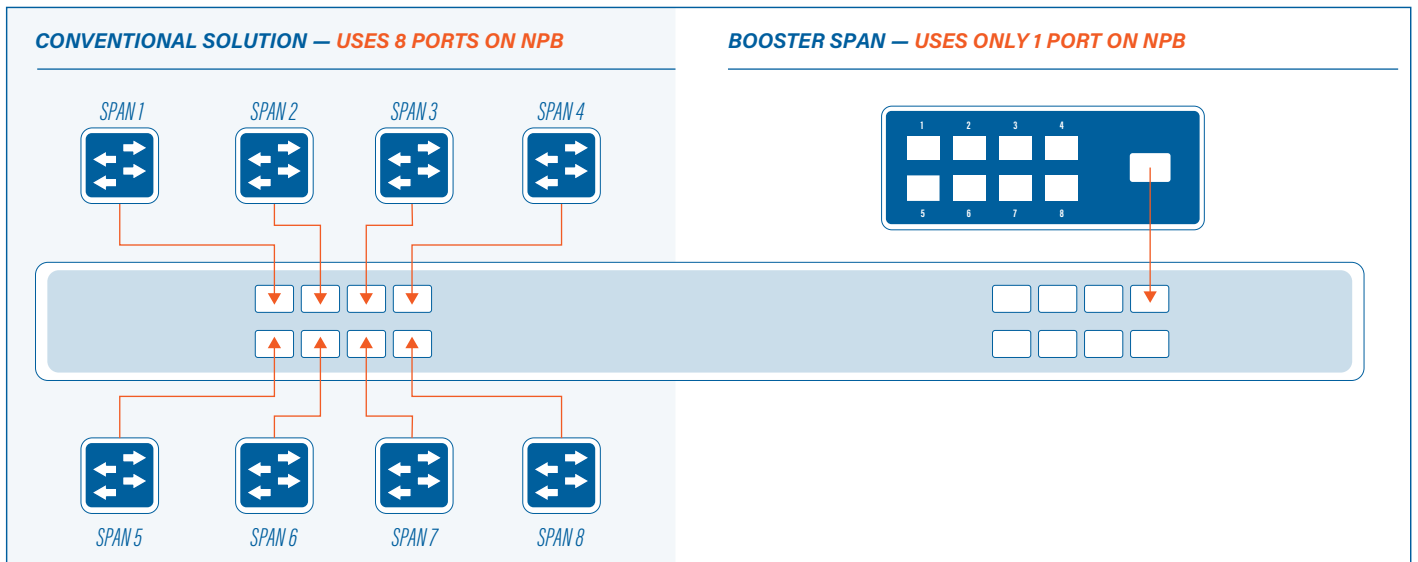 CONVENTIONAL SOLUTION — USES 8 PORTS ON NPB
BOOSTER SPAN — USES ONLY 1 PORT ON NPB
SPAN 1
SPAN 2
SPAN 3
SPAN 4
1
2
3
4
5
6
7
8
SPAN 5
SPAN 6
SPAN 7
SPAN 8